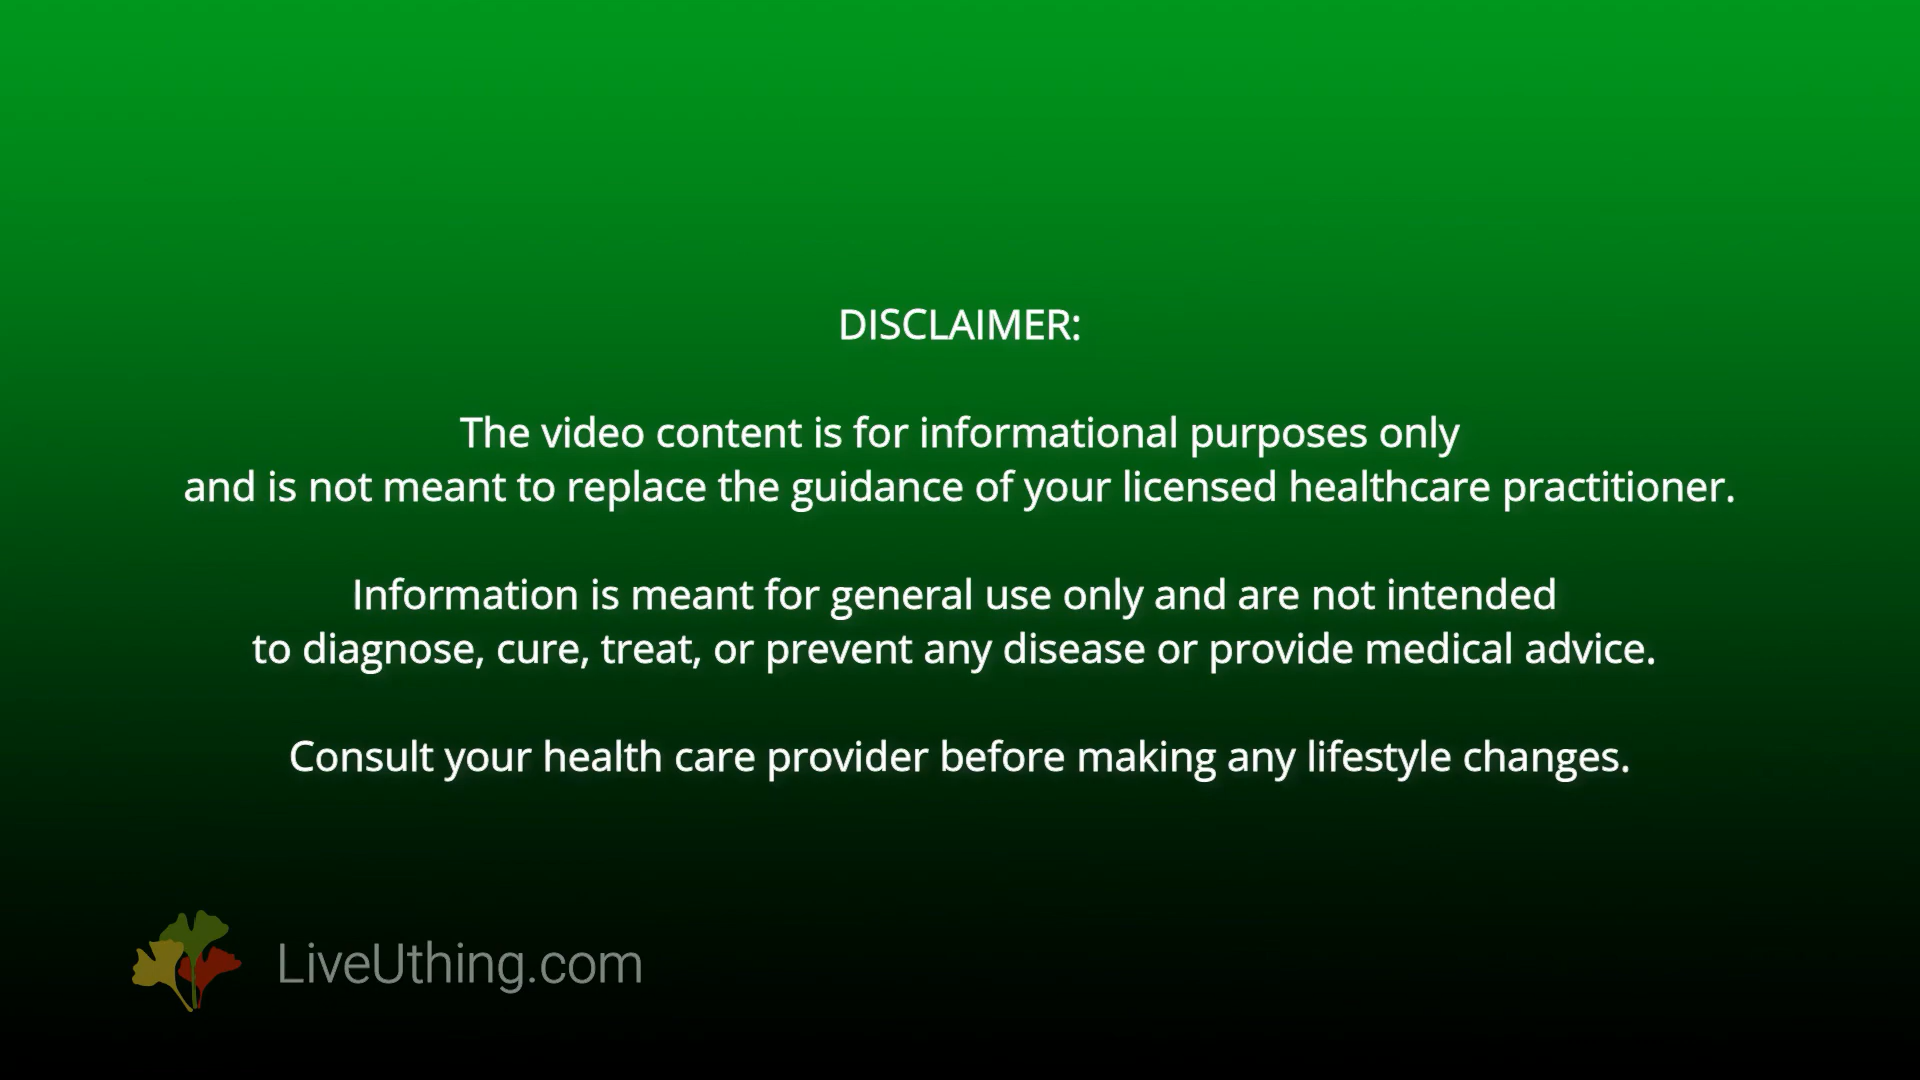 DISCLAIMER:
The video content is for informational purposes only
and is not meant to replace the guidance of your licensed healthcare practitioner.
Information is meant for general use only and are not intended
to diagnose, cure, treat, or prevent any disease or provide medical advice.
Consult your health care provider before making any lifestyle changes.
LiveUthing.com